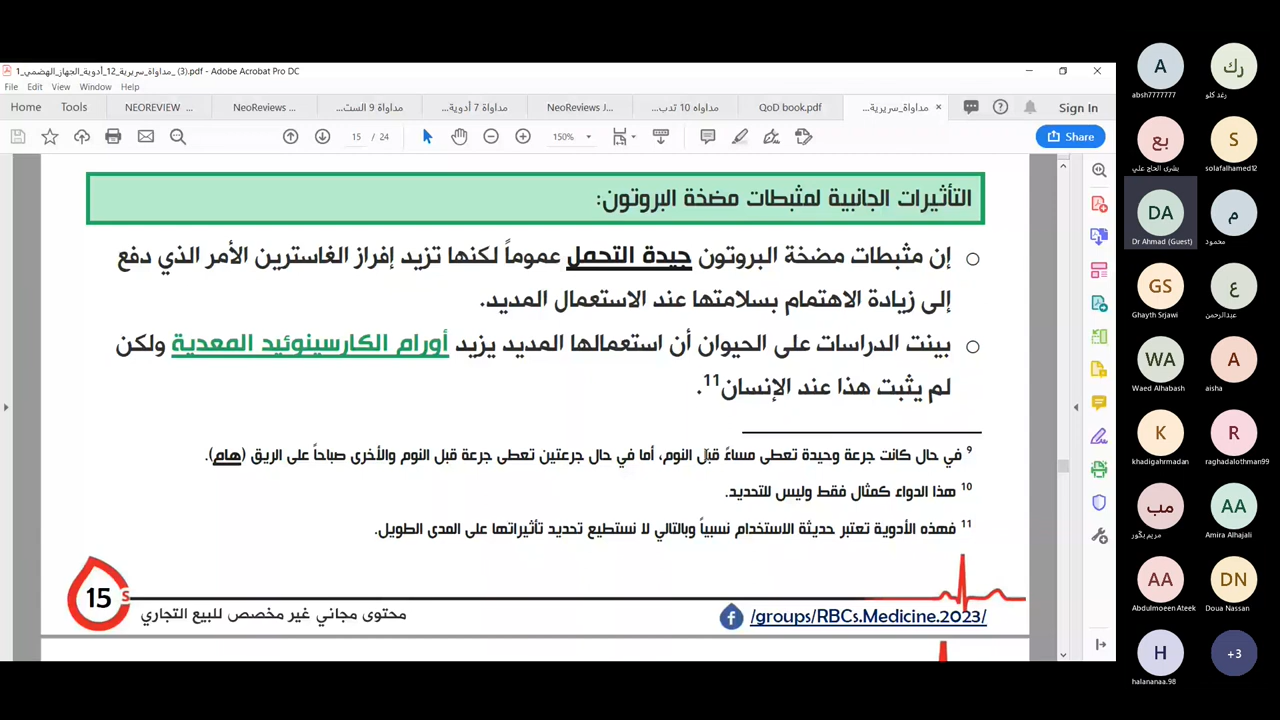 1_مداواة_سريرية_12_أدوية_الجهاز_الهضمي_ (3).pdf - Adobe Acrobat Pro DC
File Edit View Window Help
Home Tools NEOREVIEW ... NeoReviews ... مداواة 9 الست... مداواة 7 أدوية... NeoReviews J... مداواه 10 تدب... QoD book.pdf مداواة_سريرية... × Sign In
15 / 24 150% Share
التأثيرات الجانبية لمثبطات مضخة البروتون:
إن مثبطات مضخة البروتون جيدة التحمل عموماً لكنها تزيد إفراز الغاسترين الأمر الذي دفع
إلى زيادة الاهتمام بسلامتها عند الاستعمال المديد.
بينت الدراسات على الحيوان أن استعمالها المديد يزيد أورام الكارسينوئيد المعدية ولكن
لم يثبت هذا عند الإنسان11.
9 في حال كانت جرعة وحيدة تعطى مساءً قبل النوم، أما في حال جرعتين تعطى جرعة قبل النوم والأخرى صباحاً على الريق (هام).
10 هذا الدواء كمثال فقط وليس للتحديد.
11 فهذه الأدوية تعتبر حديثة الاستخدام نسبياً وبالتالي لا نستطيع تحديد تأثيراتها على المدى الطويل.
15
محتوى مجاني غير مخصص للبيع التجاري
/groups/RBCs.Medicine.2023/
A رك
absh7777777 رغد كلو
بع S
بشرى الحاج علي solafalhamed12
DA م
Dr Ahmad (Guest) محمود
GS ع
Ghayth Srjawi عبدالرحمن
WA A
Waed Alhabash aisha
K R
khadigahrmadan raghadalothman99
مب AA
مريم بكّور Amira Alhajali
AA DN
Abdulmoeen Ateek Doua Nassan
H +3
halananaa.98